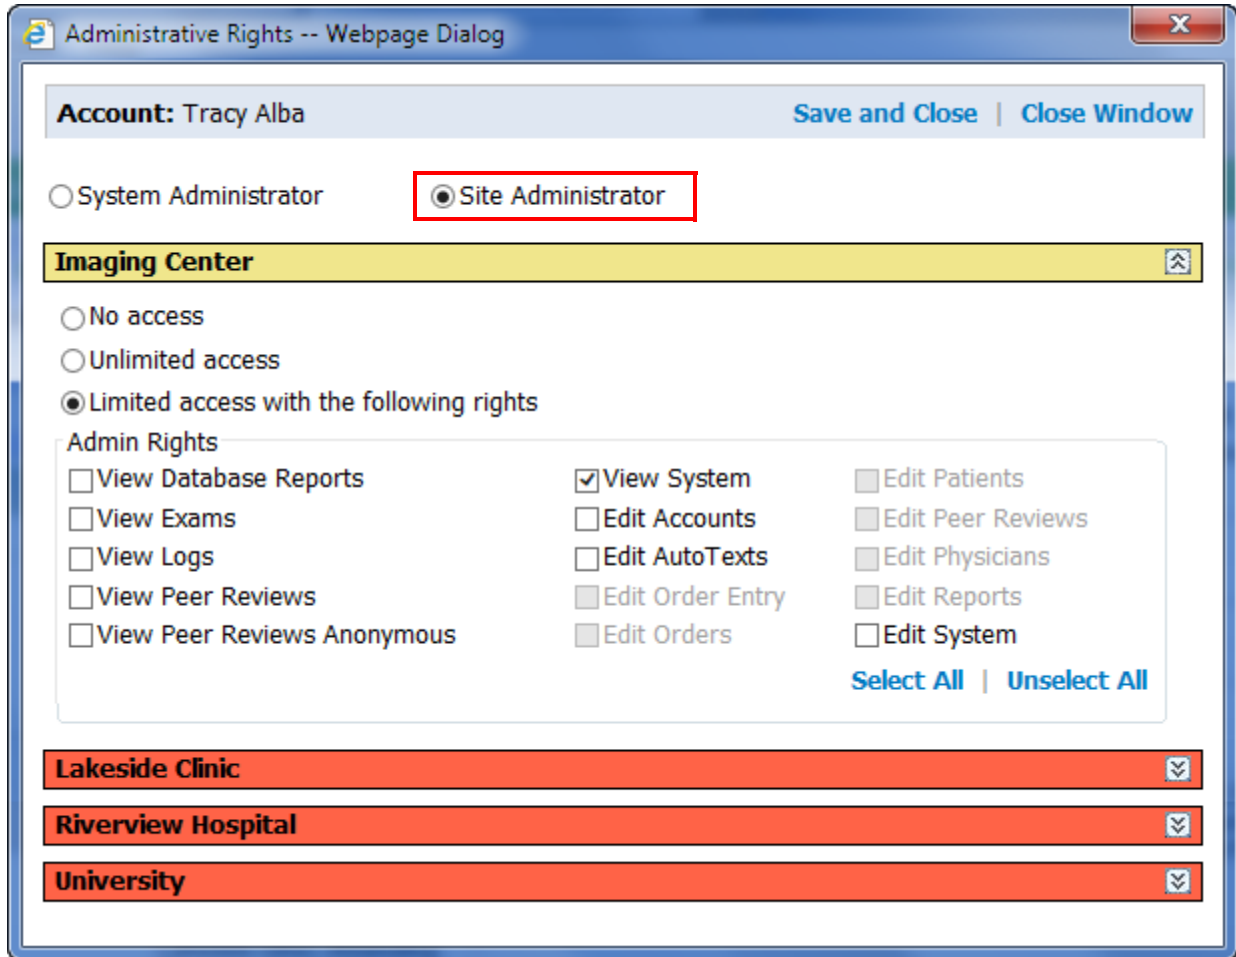 Administrative Rights -- Webpage Dialog
X
Account: Tracy Alba Save and Close | Close Window
System Administrator Site Administrator
Imaging Center
No access
Unlimited access
Limited access with the following rights
Admin Rights
View Database Reports View System Edit Patients
View Exams Edit Accounts Edit Peer Reviews
View Logs Edit AutoTexts Edit Physicians
View Peer Reviews Edit Order Entry Edit Reports
View Peer Reviews Anonymous Edit Orders Edit System
Select All | Unselect All
Lakeside Clinic
Riverview Hospital
University